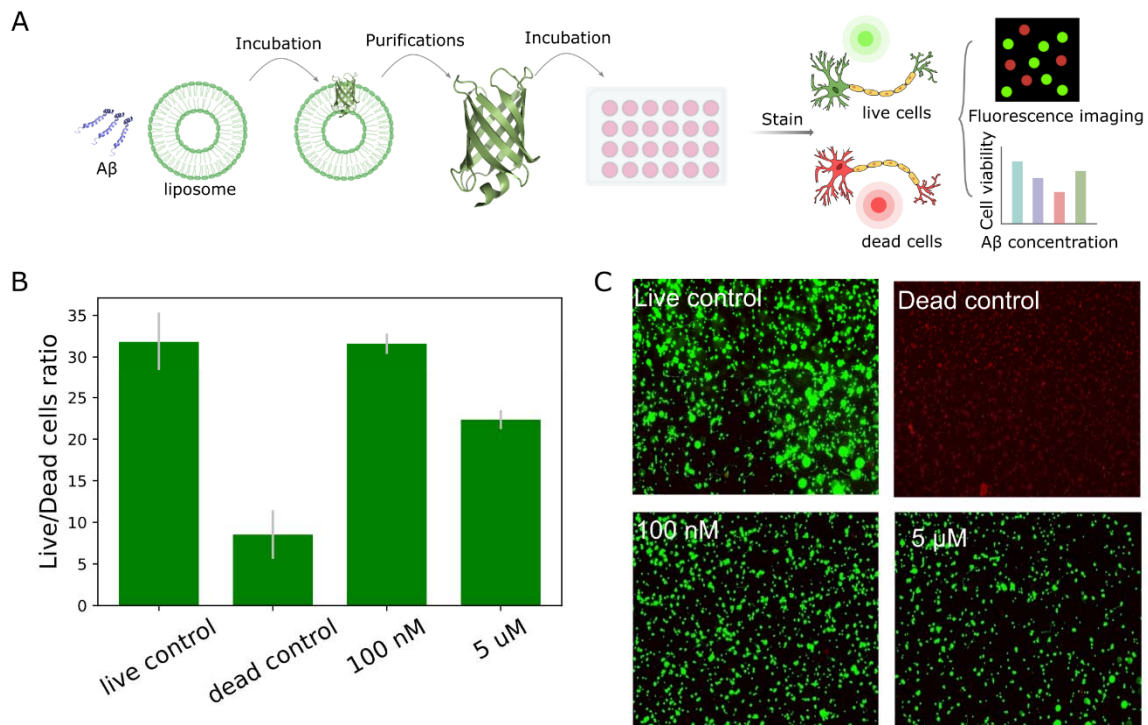 A
Incubation
Purifications
Incubation
Aβ
liposome
Stain
live cells
dead cells
Fluorescence imaging
Cell viability
Aβ concentration
B
Live/Dead cells ratio
35
30
25
20
15
10
5
0
live control
dead control
100 nM
5 uM
C
Live control
Dead control
100 nM
5 μM